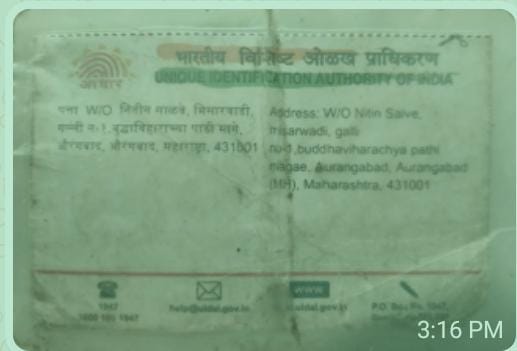 भारतीय विशिष्ट ओळख प्राधिकरण
आधार
UNIQUE IDENTIFICATION AUTHORITY OF INDIA
पत्ता W/O नितीन साळवे, मिसारवाडी,
गल्ली नं-1,बुद्धाविहाराच्या पाठी मागे,
औरंगाबाद, औरंगाबाद, महाराष्ट्र, 431001
Address: W/O Nitin Salve,
misarwadi, galli
no-1,buddhaviharachya pathi
magae, Aurangabad, Aurangabad
(MH), Maharashtra, 431001
1947
1800 180 1947
help@uidai.gov.in
www
uidai.gov.in
P.O. Box No. 1947,
3:16 PM